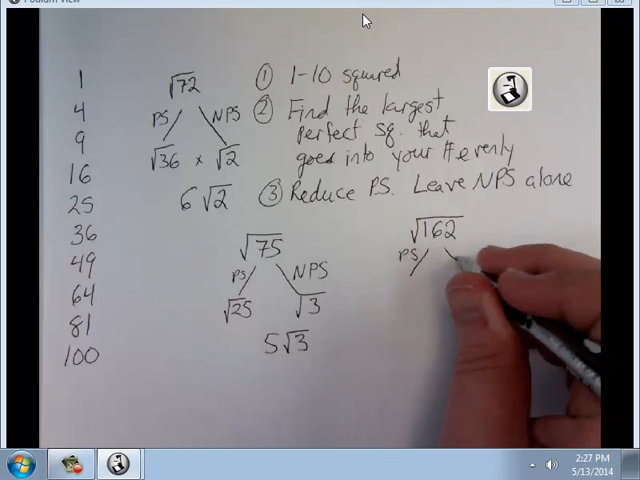 Podium View
1
4
9
16
25
36
49
64
81
100
√72
PS NPS
√36 × √2
6 √2
① 1-10 squared
② Find the largest
perfect sq. that
goes into your # evenly
③ Reduce PS. Leave NPS alone
√75
PS NPS
√25 √3
5√3
√162
PS
2:27 PM
5/13/2014